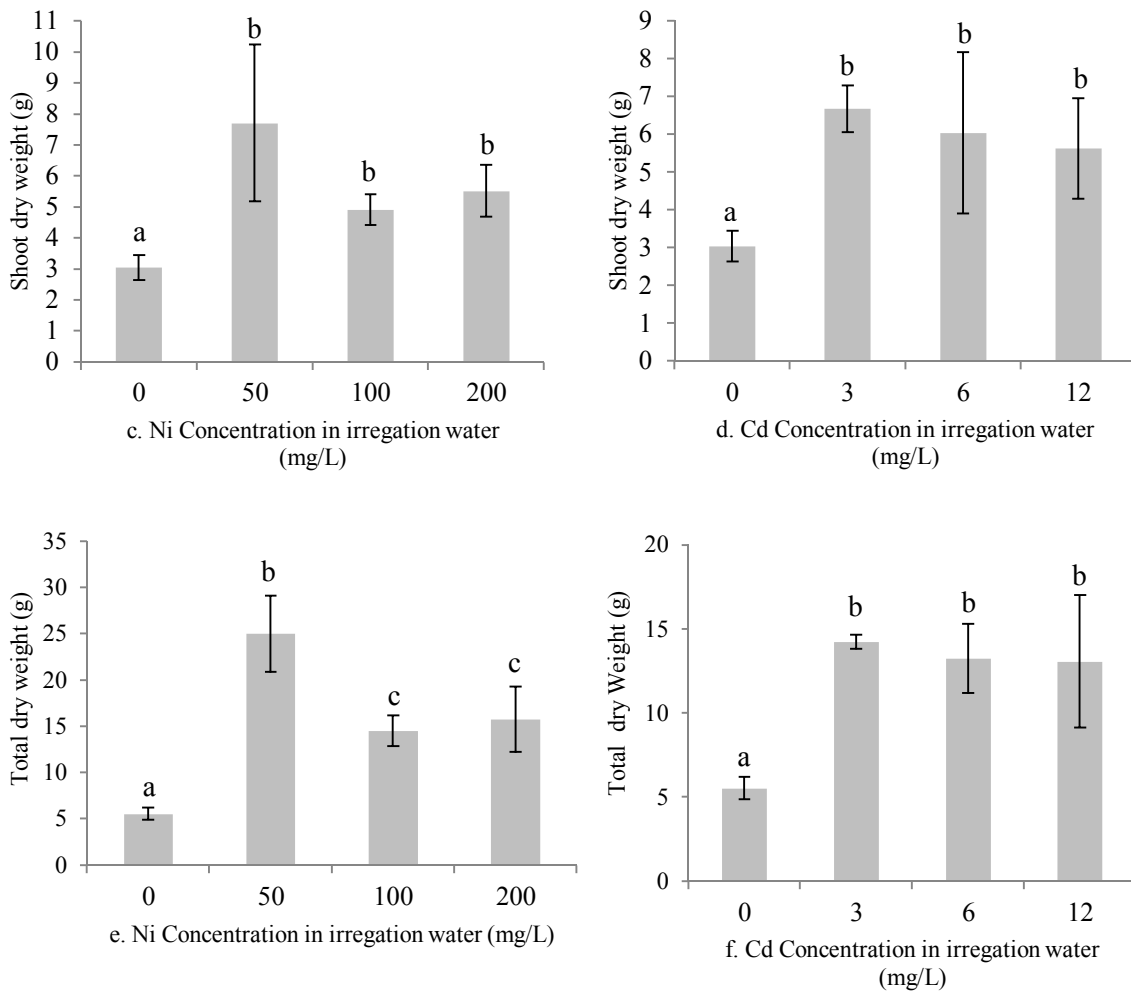 Shoot dry weight (g)
11
10
9
8
7
6
5
4
3
2
1
0
a
b
b
b
0 50 100 200
c. Ni Concentration in irregation water
(mg/L)
Shoot dry weight (g)
9
8
7
6
5
4
3
2
1
0
a
b
b
b
0 3 6 12
d. Cd Concentration in irregation water
(mg/L)
Total dry weight (g)
35
30
25
20
15
10
5
0
a
b
c
c
0 50 100 200
e. Ni Concentration in irregation water (mg/L)
Total dry Weight (g)
20
15
10
5
0
a
b
b
b
0 3 6 12
f. Cd Concentration in irregation water
(mg/L)